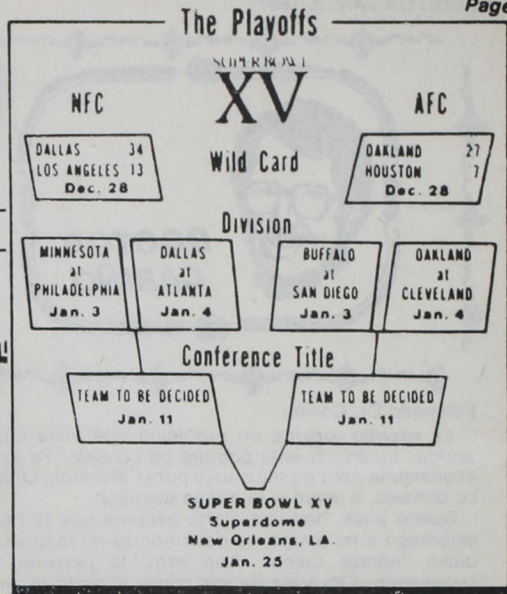 Page
The Playoffs
SUPER BOWL
XV
NFC
AFC
DALLAS 34
LOS ANGELES 13
Dec. 28
Wild Card
OAKLAND 27
HOUSTON 7
Dec. 28
Division
MINNESOTA
at
PHILADELPHIA
Jan. 3
DALLAS
at
ATLANTA
Jan. 4
BUFFALO
at
SAN DIEGO
Jan. 3
OAKLAND
at
CLEVELAND
Jan. 4
Conference Title
TEAM TO BE DECIDED
Jan. 11
TEAM TO BE DECIDED
Jan. 11
SUPER BOWL XV
Superdome
New Orleans, LA
Jan. 25